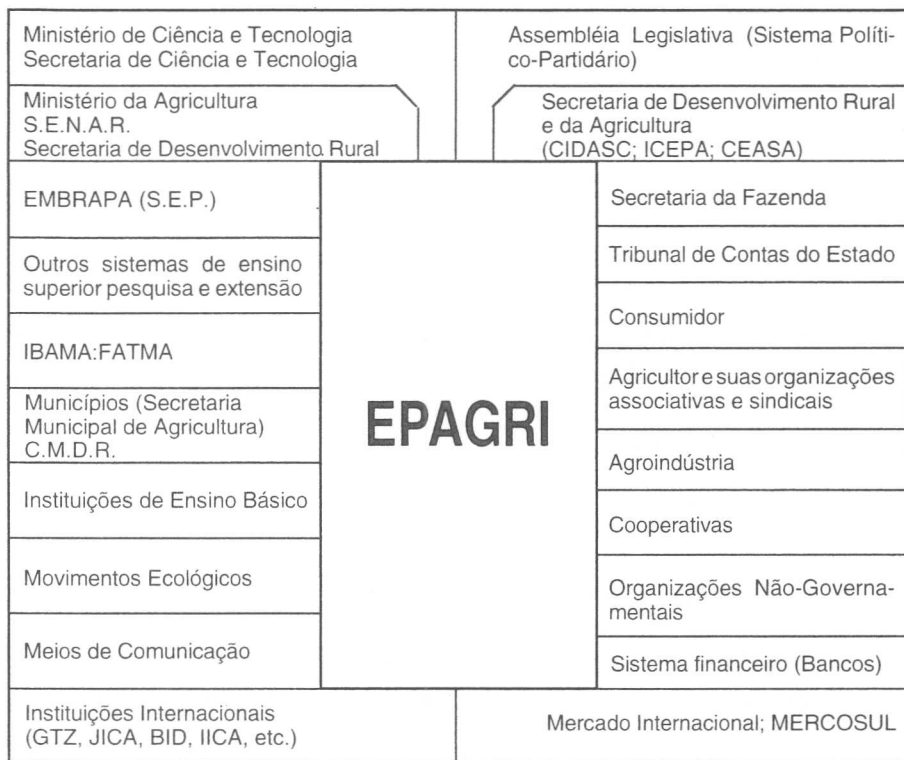 Ministério de Ciência e Tecnologia
Secretaria de Ciência e Tecnologia
Assembléia Legislativa (Sistema Políti-
co-Partidário)
Ministério da Agricultura
S.E.N.A.R.
Secretaria de Desenvolvimento Rural
Secretaria de Desenvolvimento Rural
e da Agricultura
(CIDASC; ICEPA; CEASA)
EMBRAPA (S.E.P.)
Outros sistemas de ensino
superior pesquisa e extensão
IBAMA:FATMA
Municípios (Secretaria
Municipal de Agricultura)
C.M.D.R.
Instituições de Ensino Básico
Movimentos Ecológicos
Meios de Comunicação
EPAGRI
Secretaria da Fazenda
Tribunal de Contas do Estado
Consumidor
Agricultor e suas organizações
associativas e sindicais
Agroindústria
Cooperativas
Organizações Não-Governa-
mentais
Sistema financeiro (Bancos)
Instituições Internacionais
(GTZ, JICA, BID, IICA, etc.)
Mercado Internacional; MERCOSUL